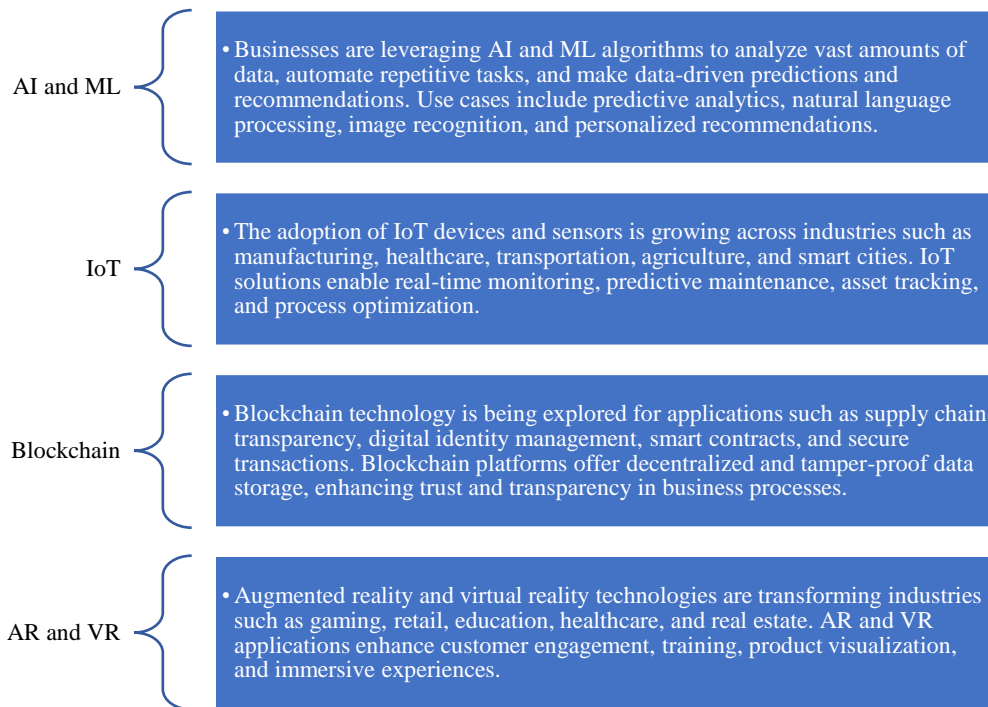 AI and ML
• Businesses are leveraging AI and ML algorithms to analyze vast amounts of
data, automate repetitive tasks, and make data-driven predictions and
recommendations. Use cases include predictive analytics, natural language
processing, image recognition, and personalized recommendations.
IoT
• The adoption of IoT devices and sensors is growing across industries such as
manufacturing, healthcare, transportation, agriculture, and smart cities. IoT
solutions enable real-time monitoring, predictive maintenance, asset tracking,
and process optimization.
Blockchain
• Blockchain technology is being explored for applications such as supply chain
transparency, digital identity management, smart contracts, and secure
transactions. Blockchain platforms offer decentralized and tamper-proof data
storage, enhancing trust and transparency in business processes.
AR and VR
• Augmented reality and virtual reality technologies are transforming industries
such as gaming, retail, education, healthcare, and real estate. AR and VR
applications enhance customer engagement, training, product visualization,
and immersive experiences.